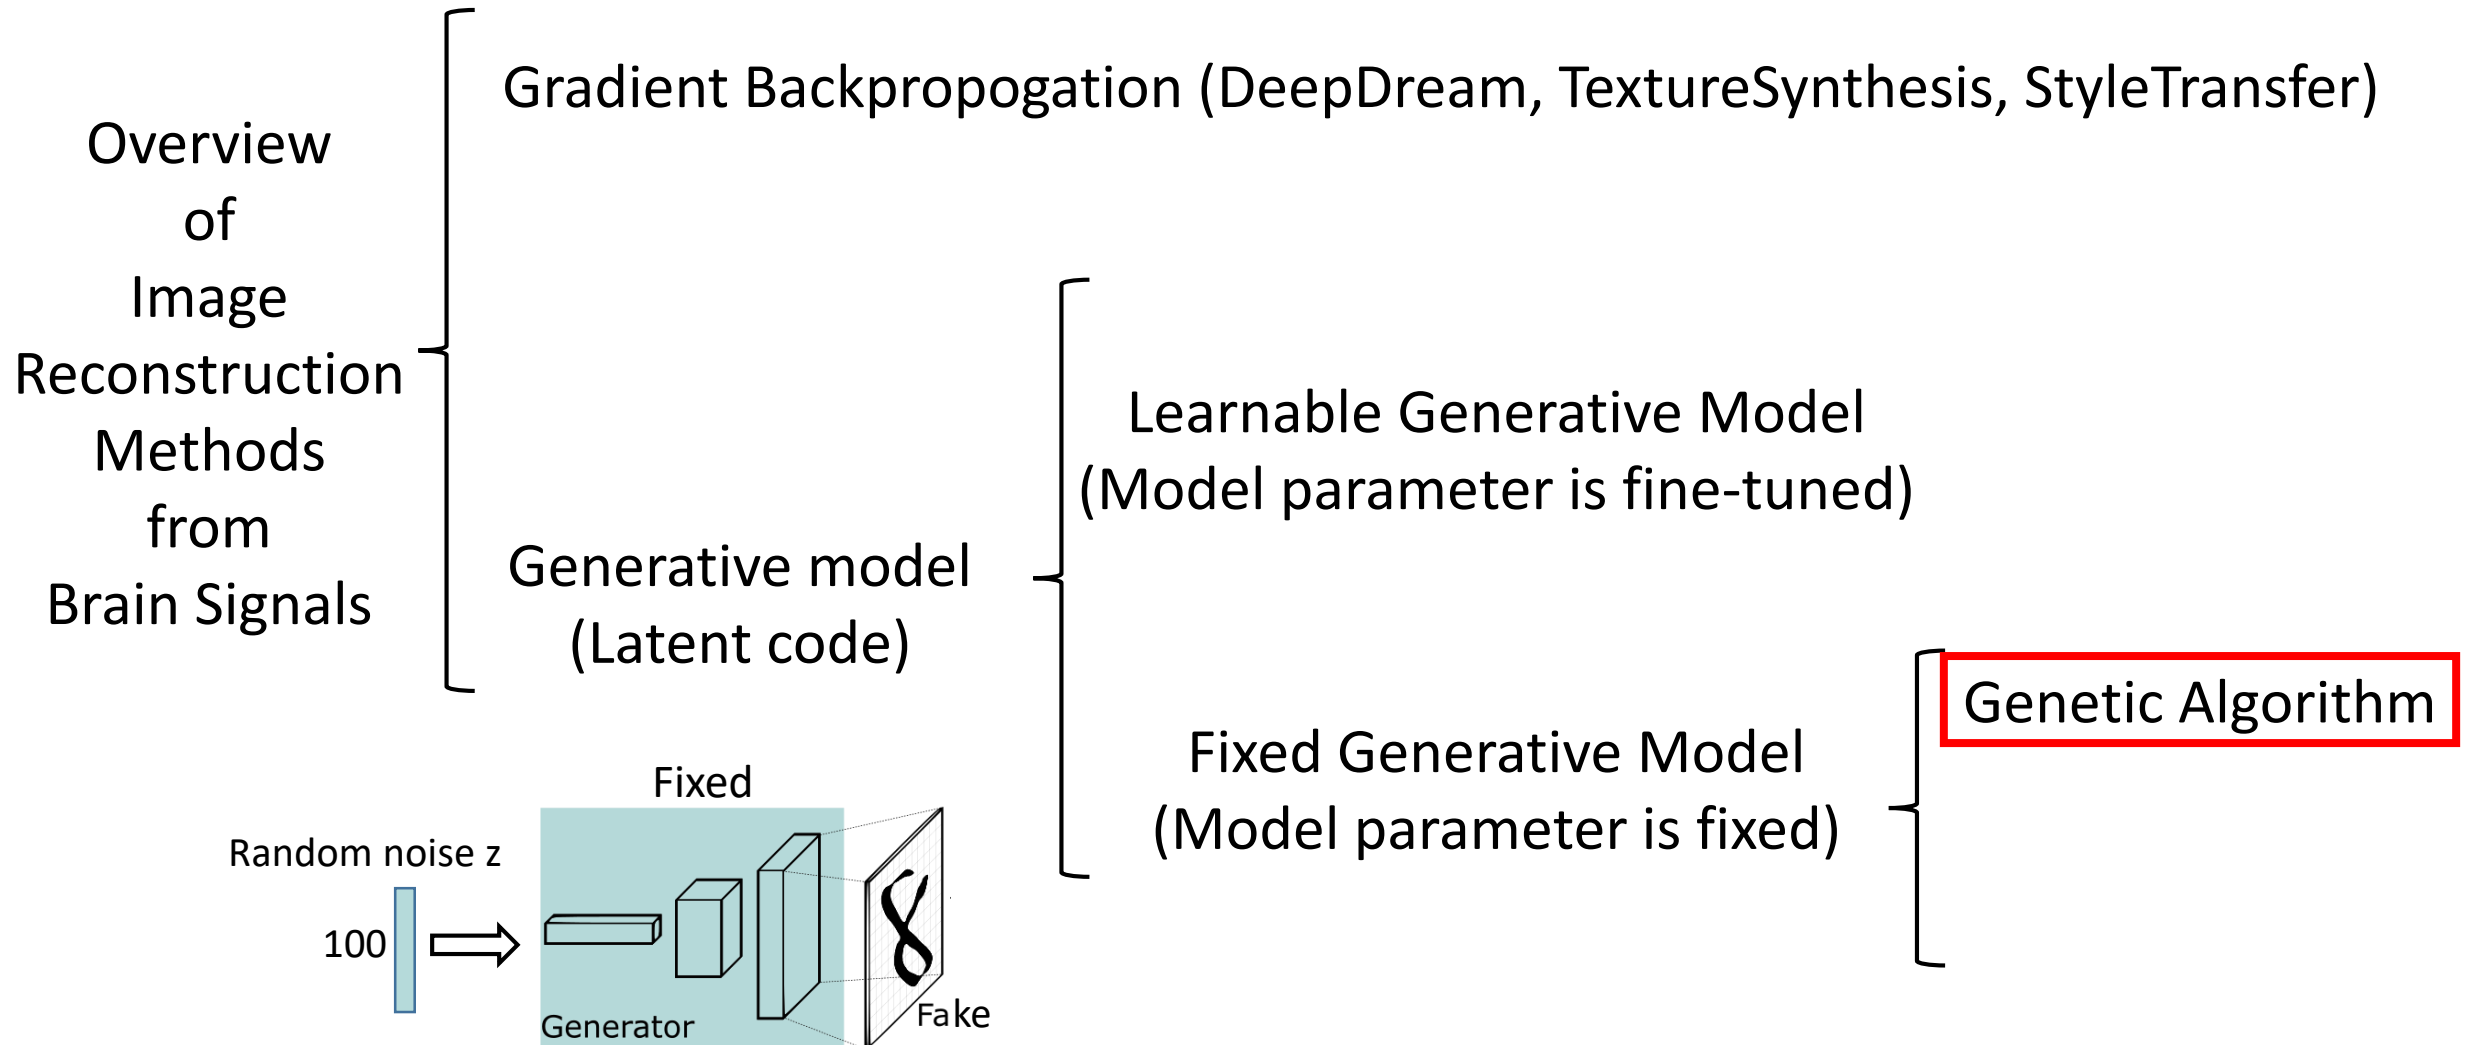 Overview
of
Image
Reconstruction
Methods
from
Brain Signals
Gradient Backpropogation (DeepDream, TextureSynthesis, StyleTransfer)
Generative model
(Latent code)
Learnable Generative Model
(Model parameter is fine-tuned)
Fixed Generative Model
(Model parameter is fixed)
Genetic Algorithm
Fixed
Random noise z
100
Generator
8
Fake